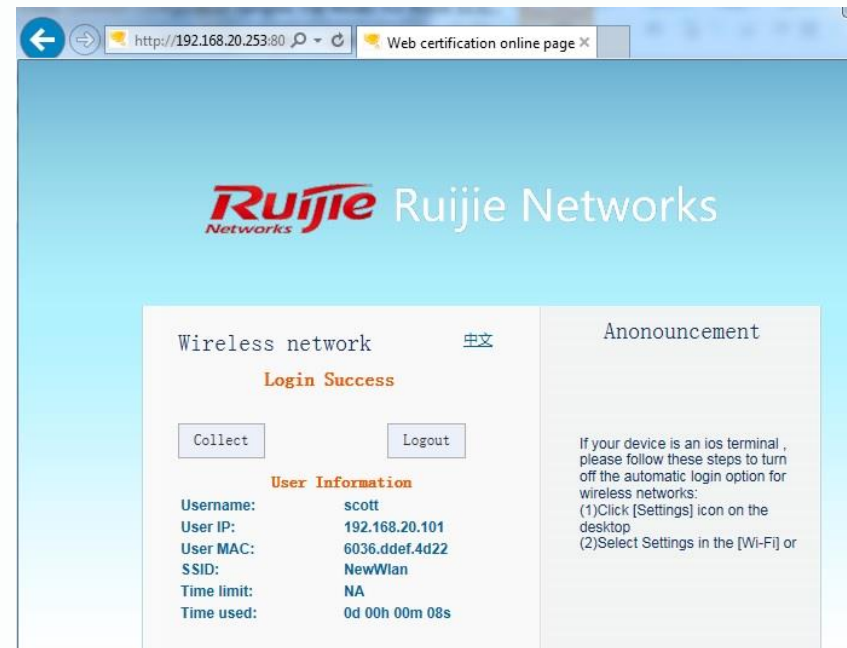 http://192.168.20.253:80
Web certification online page
Ruijie Networks
Ruijie Networks
Wireless network 中文
Login Success
Collect Logout
User Information
Username: scott
User IP: 192.168.20.101
User MAC: 6036.ddef.4d22
SSID: NewWlan
Time limit: NA
Time used: 0d 00h 00m 08s
Anonouncement
If your device is an ios terminal ,
please follow these steps to turn
off the automatic login option for
wireless networks:
(1)Click [Settings] icon on the
desktop
(2)Select Settings in the [Wi-Fi] or